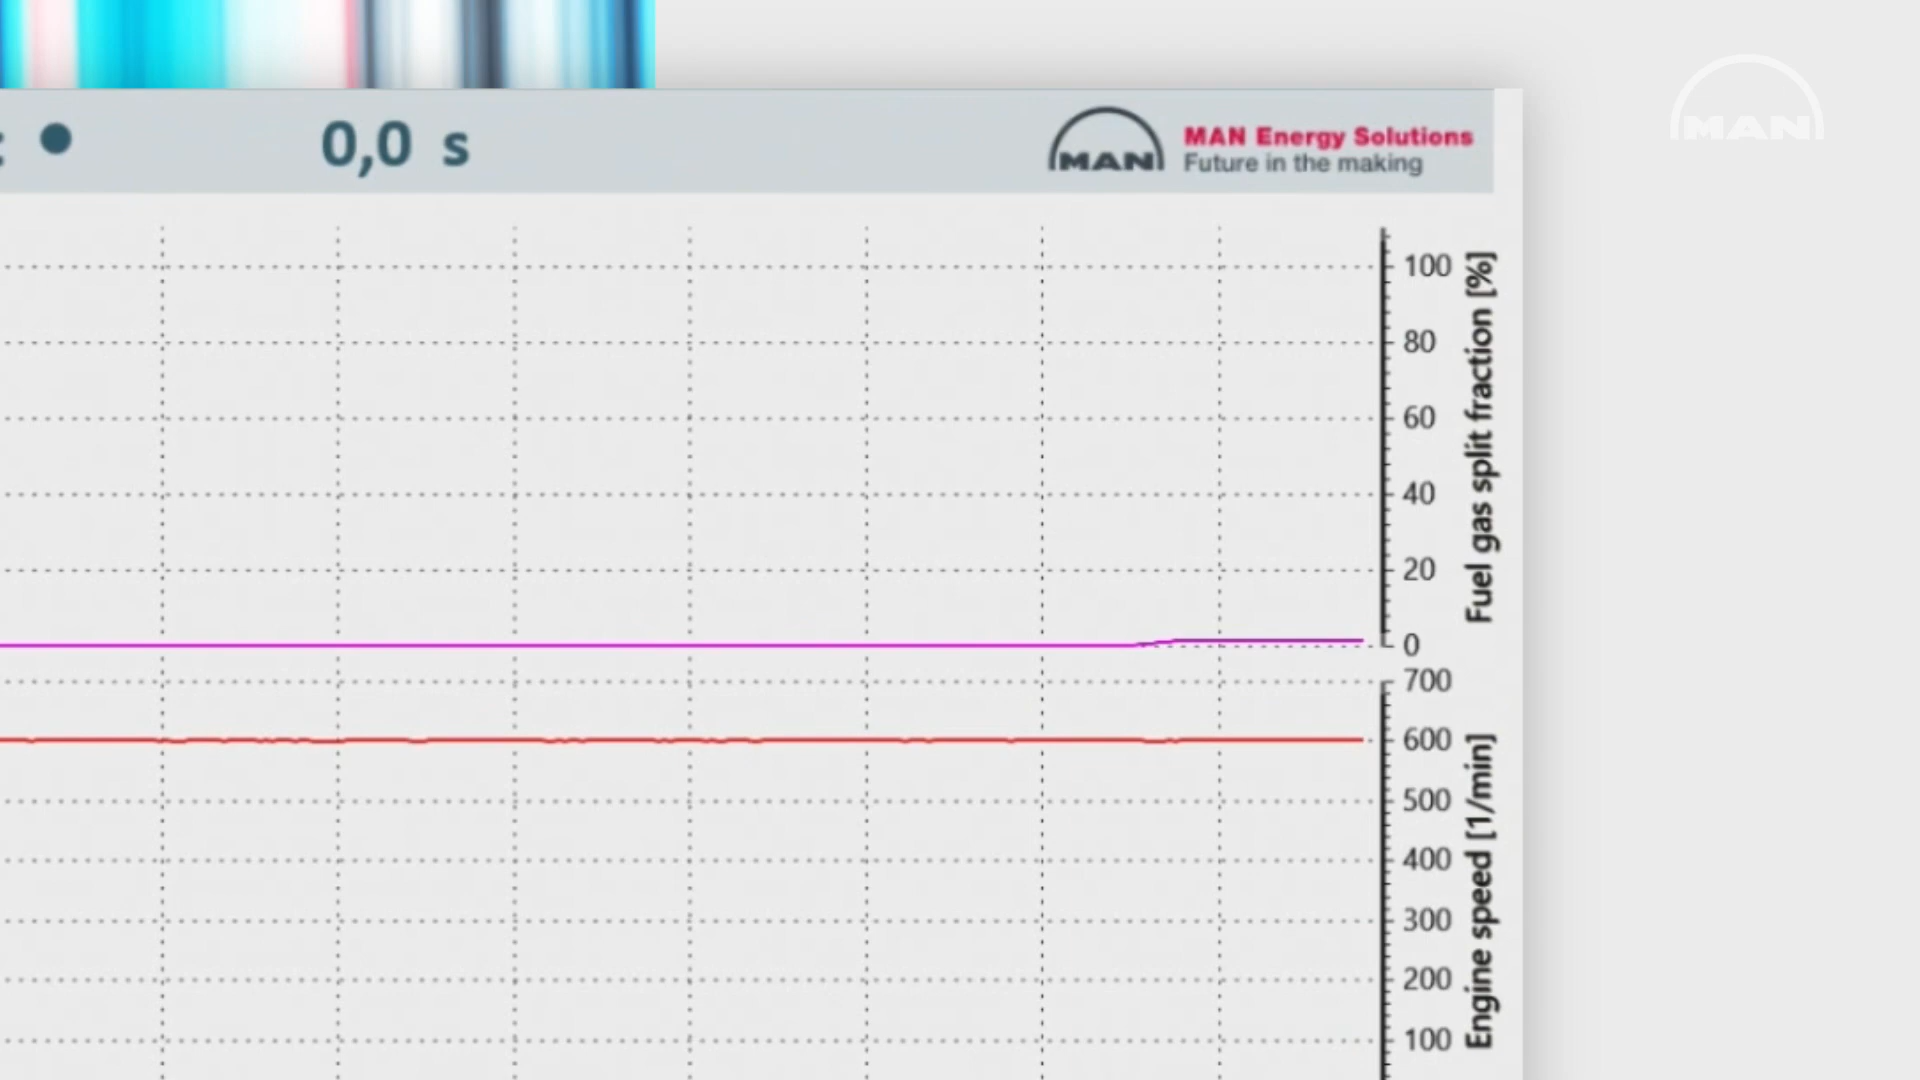 MAN
0,0 s
MAN
MAN Energy Solutions
Future in the making
100
80
60
40
20
0
Fuel gas split fraction [%]
700
600
500
400
300
200
100
Engine speed [1/min]